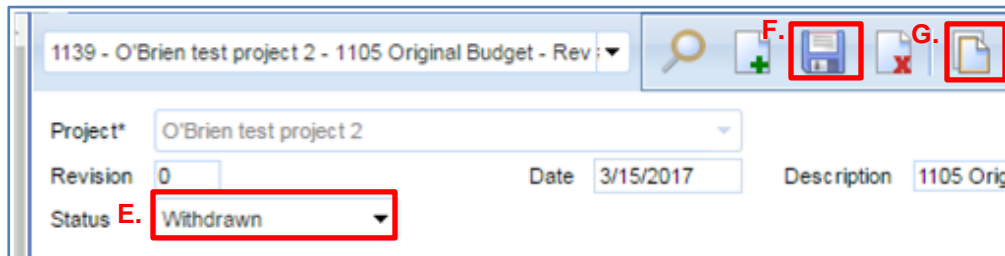 1139 - O'Brien test project 2 - 1105 Original Budget - Rev F. G.
Project* O'Brien test project 2
Revision 0 Date 3/15/2017 Description 1105 Orig
Status E. Withdrawn